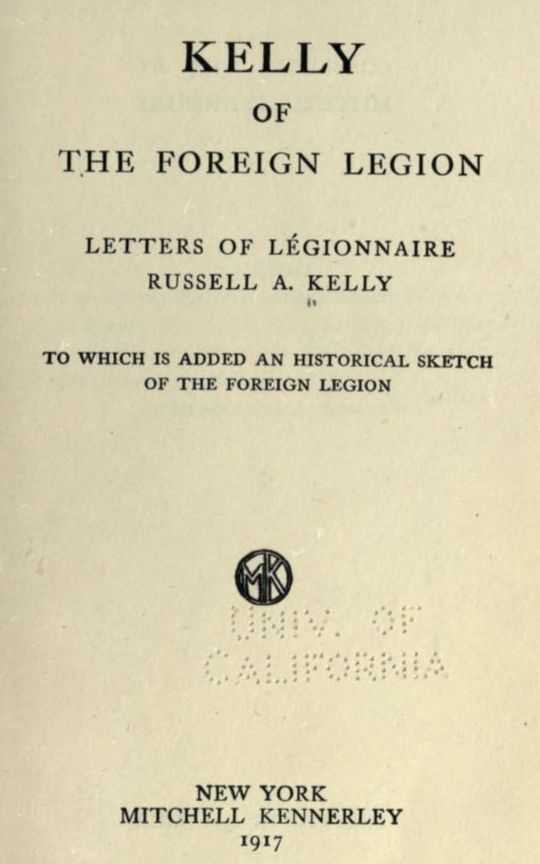 KELLY
OF
THE FOREIGN LEGION
LETTERS OF LÉGIONNAIRE
RUSSELL A. KELLY
TO WHICH IS ADDED AN HISTORICAL SKETCH
OF THE FOREIGN LEGION
MK
UNIV. OF
CALIFORNIA
NEW YORK
MITCHELL KENNERLEY
1917